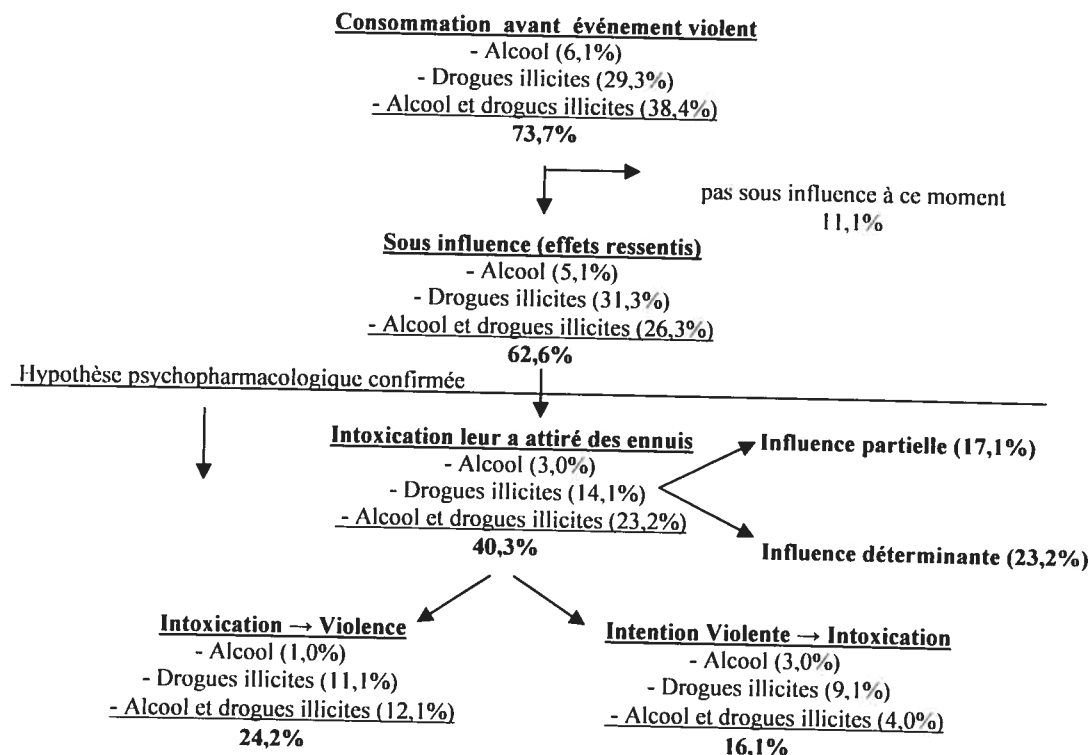 Consommation avant événement violent
- Alcool (6,1%)
- Drogues illicites (29,3%)
- Alcool et drogues illicites (38,4%)
73,7%
pas sous influence à ce moment
11,1%
Sous influence (effets ressentis)
- Alcool (5,1%)
- Drogues illicites (31,3%)
- Alcool et drogues illicites (26,3%)
62,6%
Hypothèse psychopharmacologique confirmée
Intoxication leur a attiré des ennuis
- Alcool (3,0%)
- Drogues illicites (14,1%)
- Alcool et drogues illicites (23,2%)
40,3%
Influence partielle (17,1%)
Influence déterminante (23,2%)
Intoxication → Violence
- Alcool (1,0%)
- Drogues illicites (11,1%)
- Alcool et drogues illicites (12,1%)
24,2%
Intention Violente → Intoxication
- Alcool (3,0%)
- Drogues illicites (9,1%)
- Alcool et drogues illicites (4,0%)
16,1%